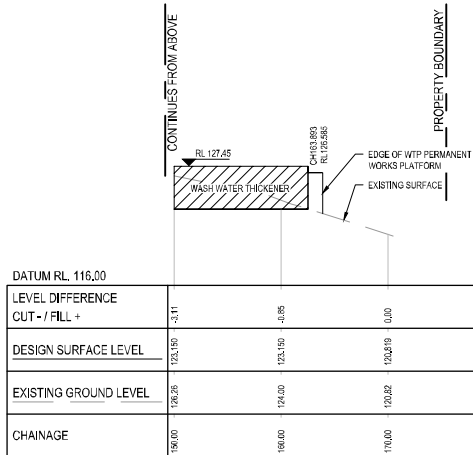 CONTINUES FROM ABOVE
PROPERTY BOUNDARY
RL 127.45
CH163.893
RL126.585
EDGE OF WTP PERMANENT
WORKS PLATFORM
WASH WATER THICKENER
EXISTING SURFACE
DATUM RL. 116.00
LEVEL DIFFERENCE
CUT - / FILL +
-3.11
-0.85
0.00
DESIGN SURFACE LEVEL
123.150
123.150
120.819
EXISTING GROUND LEVEL
126.26
124.00
120.82
CHAINAGE
150.00
160.00
170.00